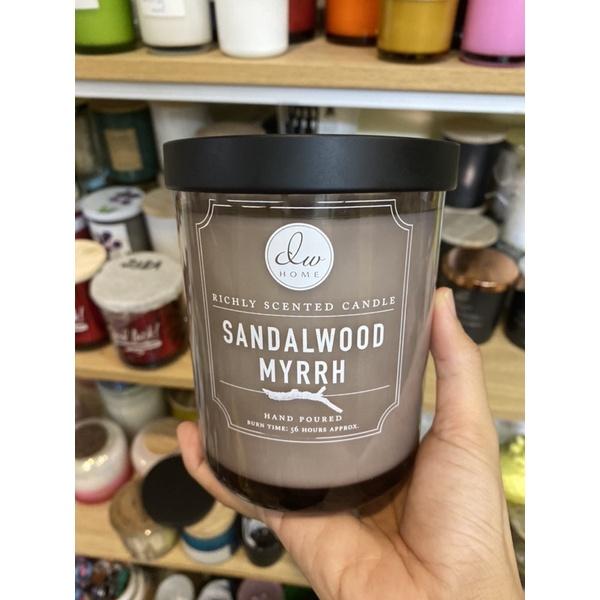 dw
HOME
RICHLY SCENTED CANDLE
SANDALWOOD
MYRRH
HAND POURED
BURN TIME: 56 HOURS APPROX.